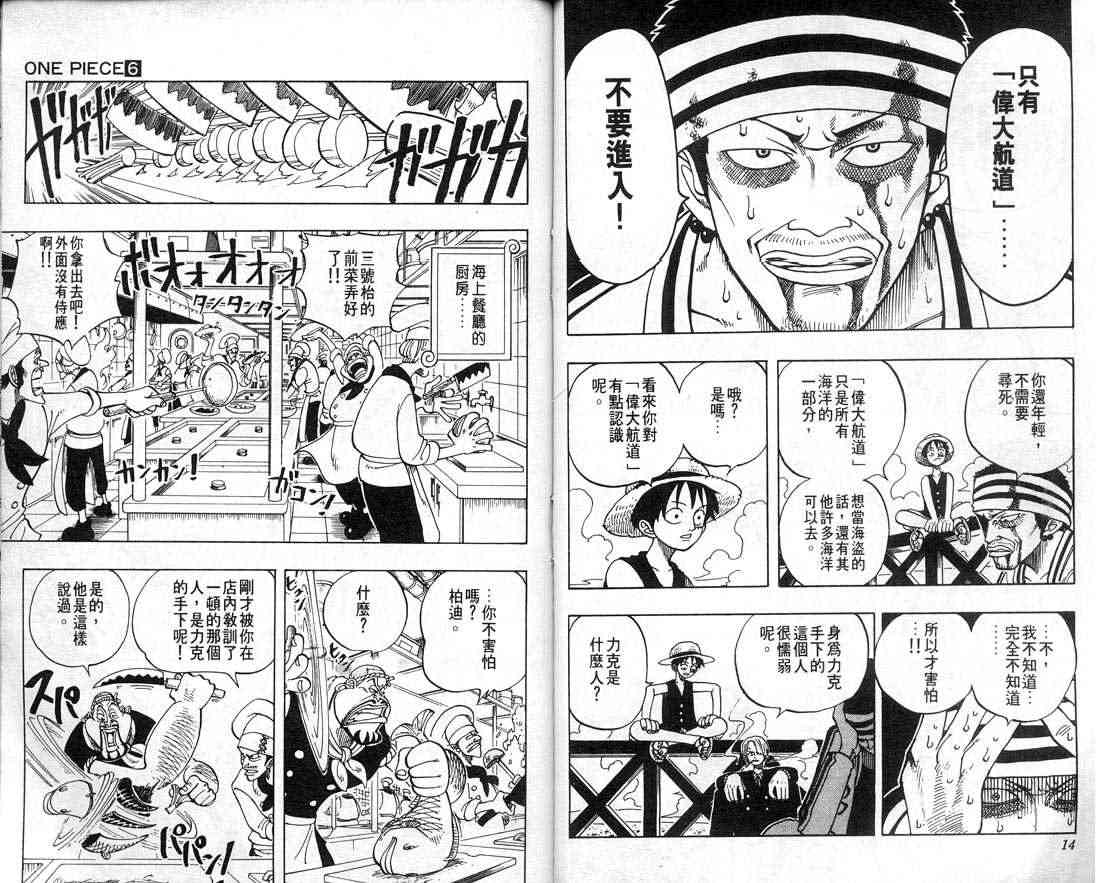 只有
「偉大航道」……
不要進入！
你還年輕，
不需要
尋死。
「偉大航道」
只是所有
海洋的
一部分，
想當海盜的
話，還有其
他許多海洋
可以去。
哦？
是嗎…
看來你對
「偉大航道」
有點認識
呢。
…不，
我不知道…
完全不知道
……
所以才害怕
…!!
身為力克
手下的
這個人
很懦弱
呢。
力克是
什麼人？
14
ONE PIECE 6
ガガガガ
ガガガ
海上餐廳的
厨房……
三號枱的
前菜弄好
了!!
你拿出去吧！
外面沒有侍應
啊!!
ボオオオオオオ
タンタンタン
カンカン！
ガコン！
…你不害怕
嗎？
柏迪。
什麼？
剛才被你在
店內敎訓了
一頓的那個
人，是力克
的手下呢！
是的，
他是這樣
說過。
スパ
パパン！